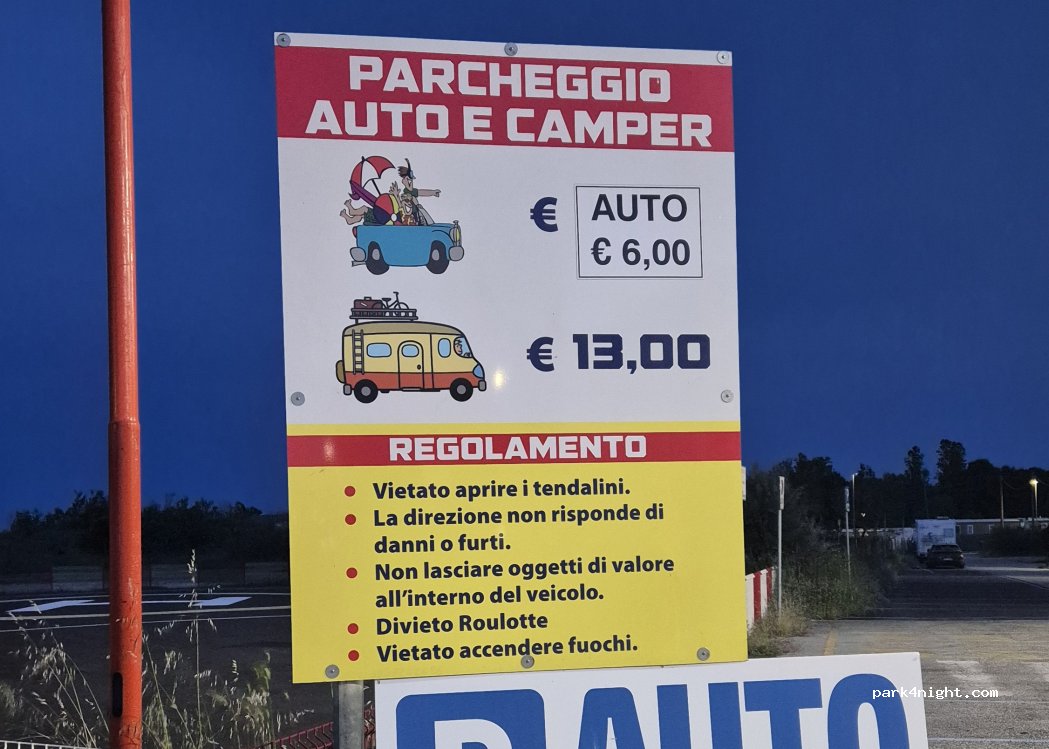 PARCHEGGIO
AUTO E CAMPER
€
AUTO
€ 6,00
€ 13,00
REGOLAMENTO
• Vietato aprire i tendalini.
• La direzione non risponde di
danni o furti.
• Non lasciare oggetti di valore
all'interno del veicolo.
• Divieto Roulotte
• Vietato accendere fuochi.
AUTO
park4night.com